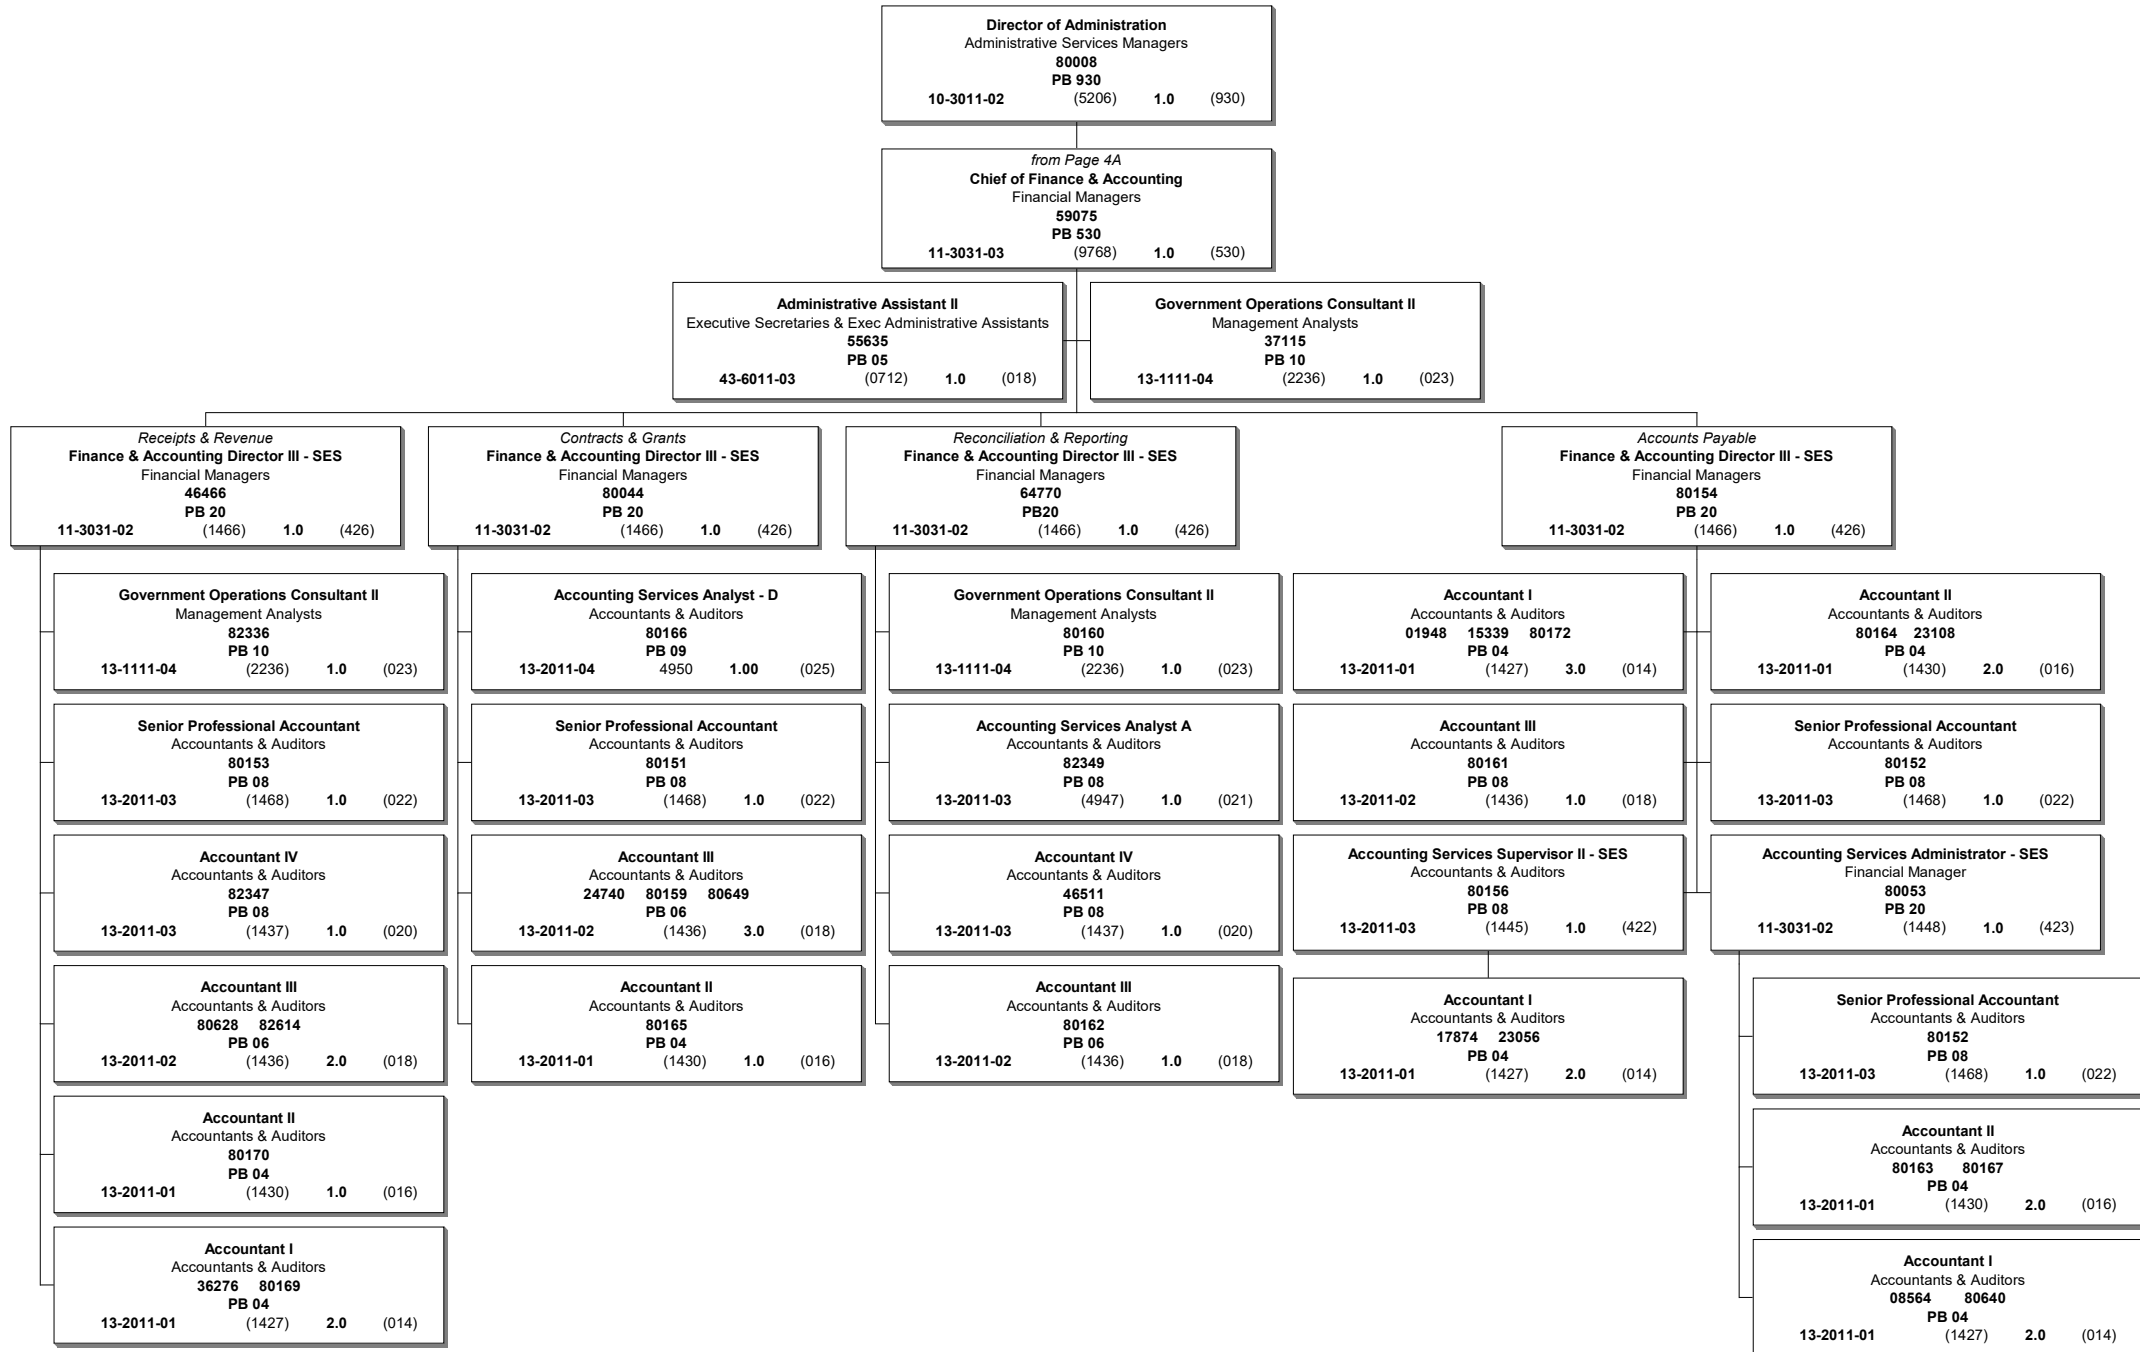 Director of Administration
Administrative Services Managers
80008
PB 930
10-3011-02 (5206) 1.0 (930)
from Page 4A
Chief of Finance & Accounting
Financial Managers
59075
PB 530
11-3031-03 (9768) 1.0 (530)
Administrative Assistant II
Executive Secretaries & Exec Administrative Assistants
55635
PB 05
43-6011-03 (0712) 1.0 (018)
Government Operations Consultant II
Management Analysts
37115
PB 10
13-1111-04 (2236) 1.0 (023)
Receipts & Revenue
Finance & Accounting Director III - SES
Financial Managers
46466
PB 20
11-3031-02 (1466) 1.0 (426)
Government Operations Consultant II
Management Analysts
82336
PB 10
13-1111-04 (2236) 1.0 (023)
Senior Professional Accountant
Accountants & Auditors
80153
PB 08
13-2011-03 (1468) 1.0 (022)
Accountant IV
Accountants & Auditors
82347
PB 08
13-2011-03 (1437) 1.0 (020)
Accountant III
Accountants & Auditors
80628 82614
PB 06
13-2011-02 (1436) 2.0 (018)
Accountant II
Accountants & Auditors
80170
PB 04
13-2011-01 (1430) 1.0 (016)
Accountant I
Accountants & Auditors
36276 80169
PB 04
13-2011-01 (1427) 2.0 (014)
Contracts & Grants
Finance & Accounting Director III - SES
Financial Managers
80044
PB 20
11-3031-02 (1466) 1.0 (426)
Accounting Services Analyst - D
Accountants & Auditors
80166
PB 09
13-2011-04 4950 1.00 (025)
Senior Professional Accountant
Accountants & Auditors
80151
PB 08
13-2011-03 (1468) 1.0 (022)
Accountant III
Accountants & Auditors
24740 80159 80649
PB 06
13-2011-02 (1436) 3.0 (018)
Accountant II
Accountants & Auditors
80165
PB 04
13-2011-01 (1430) 1.0 (016)
Reconciliation & Reporting
Finance & Accounting Director III - SES
Financial Managers
64770
PB20
11-3031-02 (1466) 1.0 (426)
Government Operations Consultant II
Management Analysts
80160
PB 10
13-1111-04 (2236) 1.0 (023)
Accounting Services Analyst A
Accountants & Auditors
82349
PB 08
13-2011-03 (4947) 1.0 (021)
Accountant IV
Accountants & Auditors
46511
PB 08
13-2011-03 (1437) 1.0 (020)
Accountant III
Accountants & Auditors
80162
PB 06
13-2011-02 (1436) 1.0 (018)
Accounts Payable
Finance & Accounting Director III - SES
Financial Managers
80154
PB 20
11-3031-02 (1466) 1.0 (426)
Accountant I
Accountants & Auditors
01948 15339 80172
PB 04
13-2011-01 (1427) 3.0 (014)
Accountant II
Accountants & Auditors
80164 23108
PB 04
13-2011-01 (1430) 2.0 (016)
Accountant III
Accountants & Auditors
80161
PB 08
13-2011-02 (1436) 1.0 (018)
Senior Professional Accountant
Accountants & Auditors
80152
PB 08
13-2011-03 (1468) 1.0 (022)
Accounting Services Supervisor II - SES
Accountants & Auditors
80156
PB 08
13-2011-03 (1445) 1.0 (422)
Accounting Services Administrator - SES
Financial Manager
80053
PB 20
11-3031-02 (1448) 1.0 (423)
Accountant I
Accountants & Auditors
17874 23056
PB 04
13-2011-01 (1427) 2.0 (014)
Senior Professional Accountant
Accountants & Auditors
80152
PB 08
13-2011-03 (1468) 1.0 (022)
Accountant II
Accountants & Auditors
80163 80167
PB 04
13-2011-01 (1430) 2.0 (016)
Accountant I
Accountants & Auditors
08564 80640
PB 04
13-2011-01 (1427) 2.0 (014)